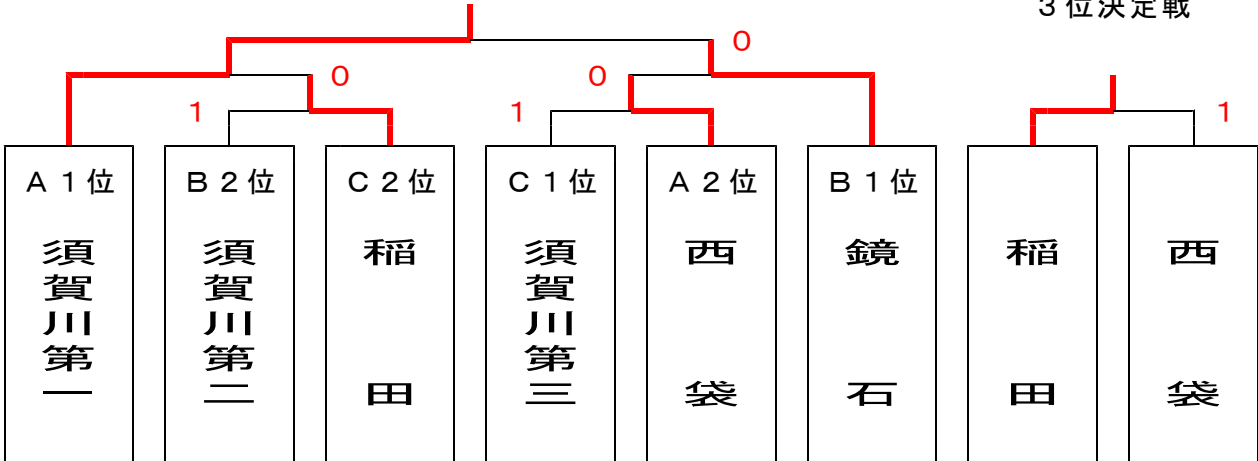 3位決定戦
0
0
0
1
1
1
A1位
B2位
C2位
C1位
A2位
B1位
須賀川第一
須賀川第二
稲田
須賀川第三
西袋
鏡石
稲田
西袋